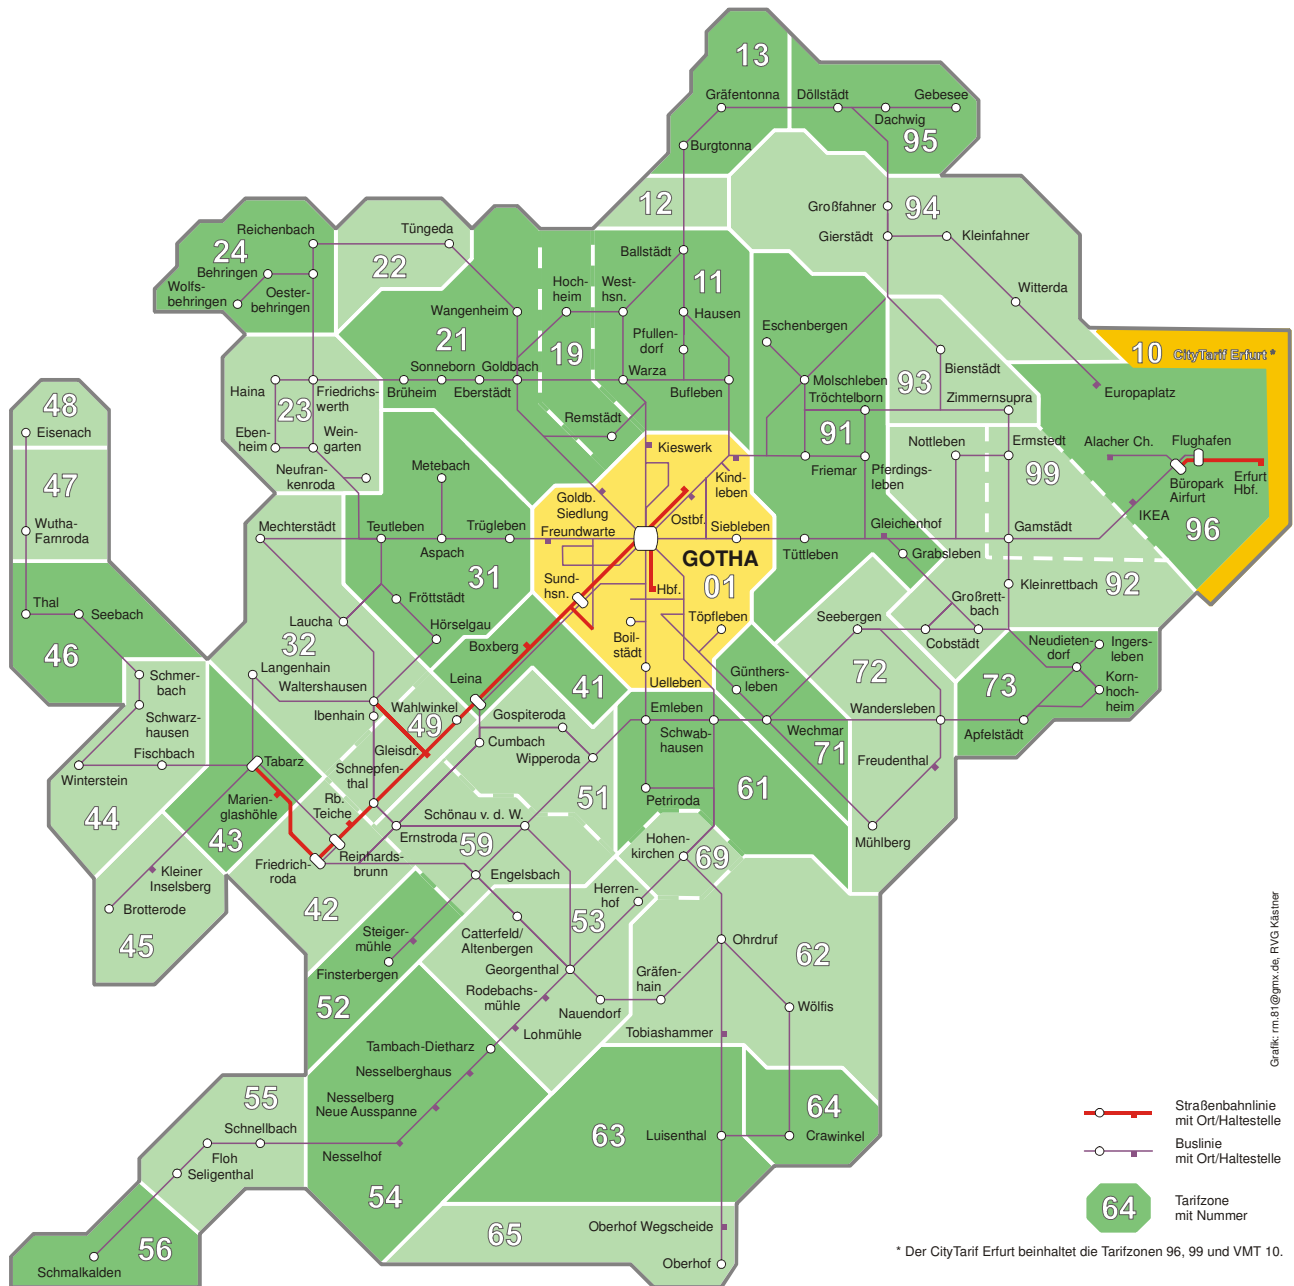 13
Gräfentonna
Döllstädt
Gebesee
Dachwig
95
Burgtonna
12
Großfahner
94
Gierstädt
Kleinfahner
Witterda
24
Reichenbach
Behringen
Wolfs-
behringen
Oester-
behringen
Tüngeda
22
Ballstädt
11
Hoch-
heim
West-
hsn.
Wangenheim
21
19
Hausen
Pfullen-
dorf
Eschenbergen
10
CityTarif Erfurt *
Sonneborn
Goldbach
Warza
Bufleben
Brüheim
Eberstädt
Haina
Friedrichs-
werth
23
Eben-
heim
Wein-
garten
Neufran-
kenroda
Remstädt
Molschleben
Tröchtelborn
93
Bienstädt
Zimmernsupra
Europaplatz
48
Eisenach
47
Wutha-
Farnroda
91
Friemar
Pferdings-
leben
Nottleben
Ermstedt
99
Alacher Ch.
Flughafen
Büropark
Airfurt
Erfurt
Hbf.
IKEA
96
Metebach
Kieswerk
Kind-
leben
Goldb.
Siedlung
Ostbf.
Freundwarte
Siebleben
GOTHA
01
Mechterstädt
Teutleben
Aspach
Trügleben
31
Tüttleben
Gleichenhof
Grabsleben
Gamstädt
Kleinrettbach
92
Großrett-
bach
Cobstädt
Thal
Seebach
46
Fröttstädt
Hörselgau
Laucha
32
Sund-
hsn.
Hbf.
Boil-
städt
Töpfleben
Uelleben
Boxberg
Seebergen
72
Neudieten-
dorf
Ingers-
leben
Korn-
hoch-
heim
73
Schmer-
bach
Schwarz-
hausen
Langenhain
Waltershausen
Ibenhain
Leina
41
Wahlwinkel
49
Gleisdr.
Günthers-
leben
Emleben
Schwab-
hausen
Wechmar
71
Wandersleben
Apfelstädt
Freudenthal
Mühlberg
Gospiteroda
Cumbach
Wipperoda
51
Fischbach
Winterstein
44
Tabarz
Marien-
glashöhle
43
Schnepfen-
thal
Rb.
Teiche
Schönau v. d. W.
Ernstroda
59
Petriroda
61
Hohen-
kirchen
69
Kleiner
Inselsberg
Brotterode
45
Friedrich-
roda
Reinhards-
brunn
42
Engelsbach
Herren-
hof
53
Steiger-
mühle
Finsterbergen
52
Catterfeld/
Altenbergen
Georgenthal
Rodebachs-
mühle
Nauendorf
Lohmühle
Gräfen-
hain
Ohrdruf
62
Wölfis
Tobiashammer
Tambach-Dietharz
Nesselberghaus
Nesselberg
Neue Ausspanne
Nesselhof
54
55
Schnellbach
Floh
Seligenthal
56
Schmalkalden
63
Luisenthal
64
Crawinkel
65
Oberhof Wegscheide
Oberhof
Grafik: rm.81@gmx.de, RVG Kästner
Straßenbahnlinie
mit Ort/Haltestelle
Buslinie
mit Ort/Haltestelle
64
Tarifzone
mit Nummer
* Der CityTarif Erfurt beinhaltet die Tarifzonen 96, 99 und VMT 10.